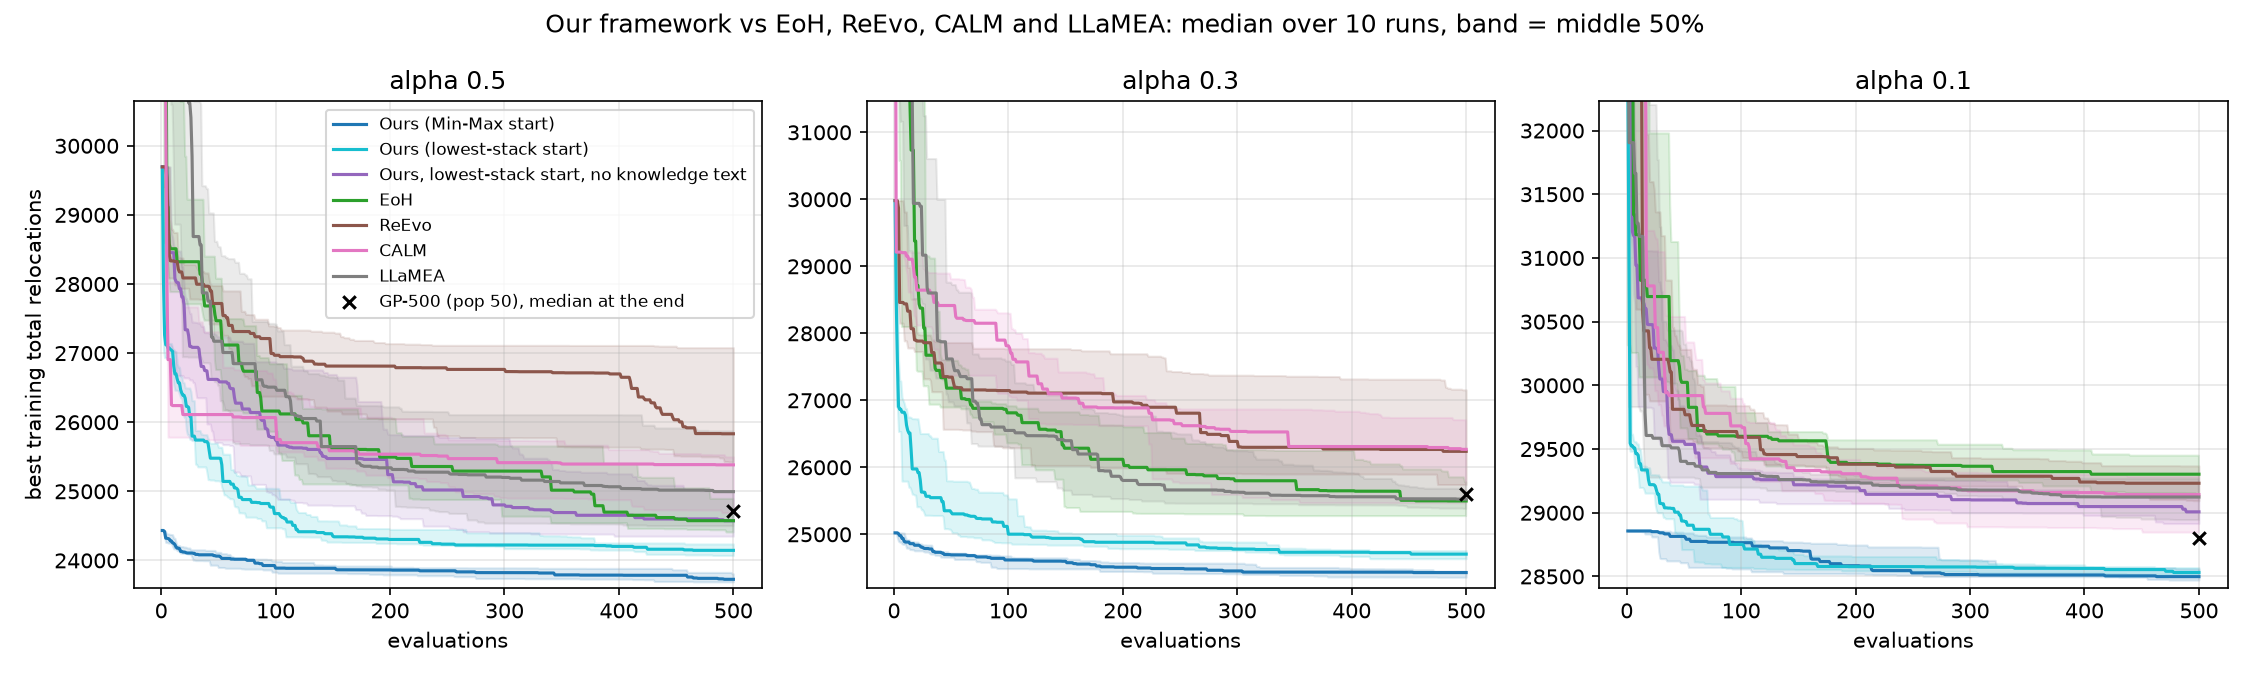 Our framework vs EoH, ReEvo, CALM and LLaMEA: median over 10 runs, band = middle 50%
alpha 0.5
best training total relocations
30000
29000
28000
27000
26000
25000
24000
Ours (Min-Max start)
Ours (lowest-stack start)
Ours, lowest-stack start, no knowledge text
EoH
ReEvo
CALM
LLaMEA
GP-500 (pop 50), median at the end
0 100 200 300 400 500
evaluations
alpha 0.3
31000
30000
29000
28000
27000
26000
25000
0 100 200 300 400 500
evaluations
alpha 0.1
32000
31500
31000
30500
30000
29500
29000
28500
0 100 200 300 400 500
evaluations